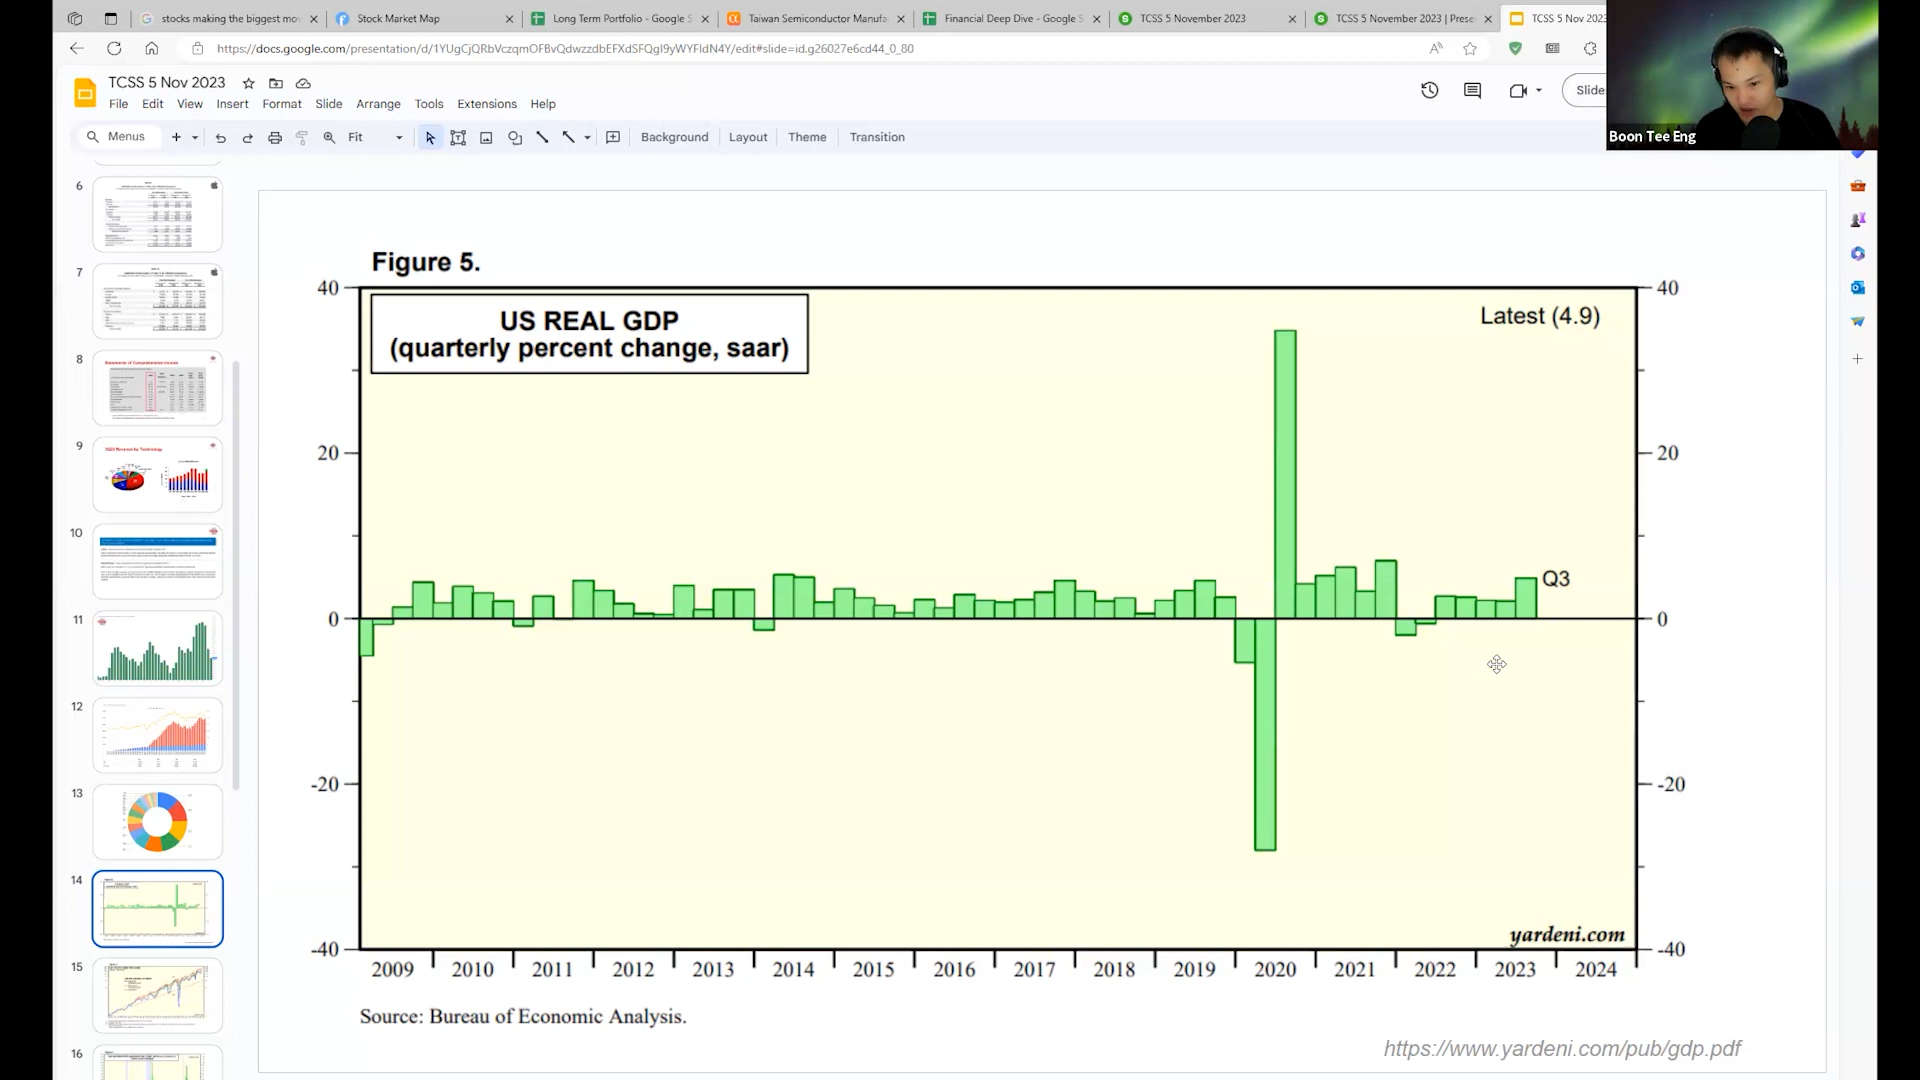 stocks making the biggest mov
Stock Market Map
Long Term Portfolio - Google S
Taiwan Semiconductor Manufa
Financial Deep Dive - Google S
TCSS 5 November 2023
TCSS 5 November 2023 | Prese
TCSS 5 Nov 2023
https://docs.google.com/presentation/d/1YUgCjQRbVczqmOFBvQdwzzdbEFXdSFQgI9yWYFldN4Y/edit#slide=id.g26027e6cd44_0_80
TCSS 5 Nov 2023
File Edit View Insert Format Slide Arrange Tools Extensions Help
Slide
Boon Tee Eng
Menus
Fit
Background Layout Theme Transition
6
7
8
9
10
11
12
13
14
15
16
Figure 5.
US REAL GDP
(quarterly percent change, saar)
Latest (4.9)
40
20
0
-20
-40
40
20
0
-20
-40
Q3
yardeni.com
2009 2010 2011 2012 2013 2014 2015 2016 2017 2018 2019 2020 2021 2022 2023 2024
Source: Bureau of Economic Analysis.
https://www.yardeni.com/pub/gdp.pdf